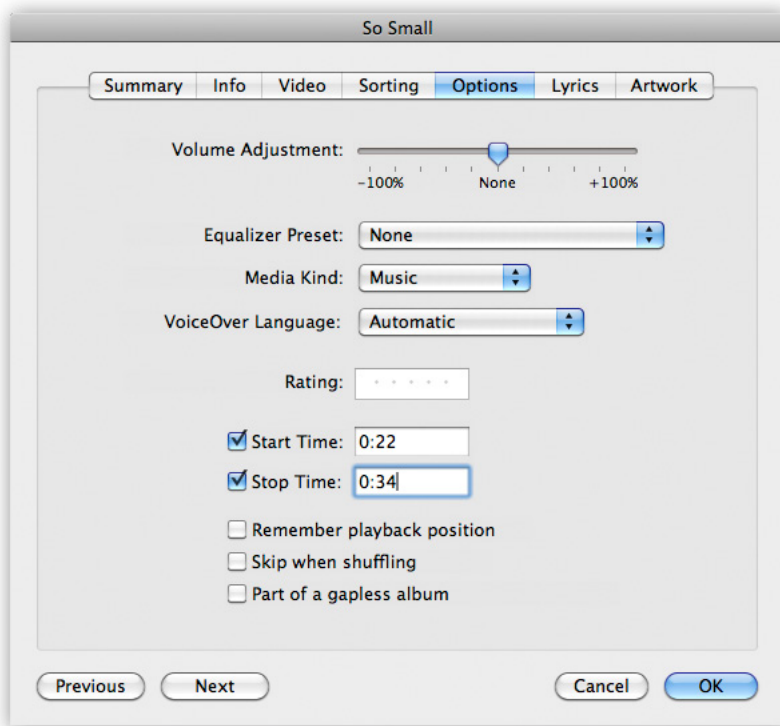 So Small
Summary Info Video Sorting Options Lyrics Artwork
Volume Adjustment:
-100% None +100%
Equalizer Preset: None
Media Kind: Music
VoiceOver Language: Automatic
Rating:
Start Time: 0:22
Stop Time: 0:34
Remember playback position
Skip when shuffling
Part of a gapless album
Previous Next Cancel OK